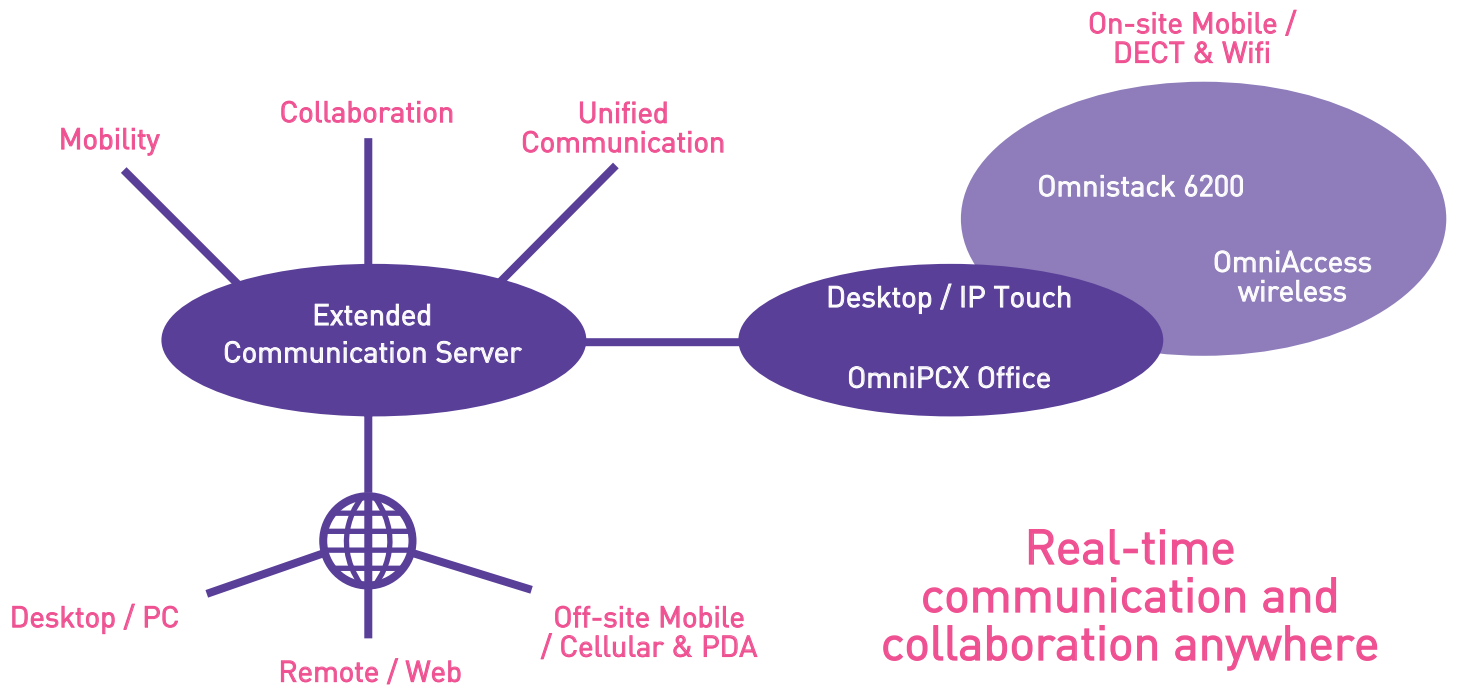 On-site Mobile /
DECT & Wifi
Collaboration
Unified
Communication
Mobility
Omnistack 6200
OmniAccess
wireless
Extended
Communication Server
Desktop / IP Touch
OmniPCX Office
Real-time
communication and
collaboration anywhere
Desktop / PC
Off-site Mobile
/ Cellular & PDA
Remote / Web